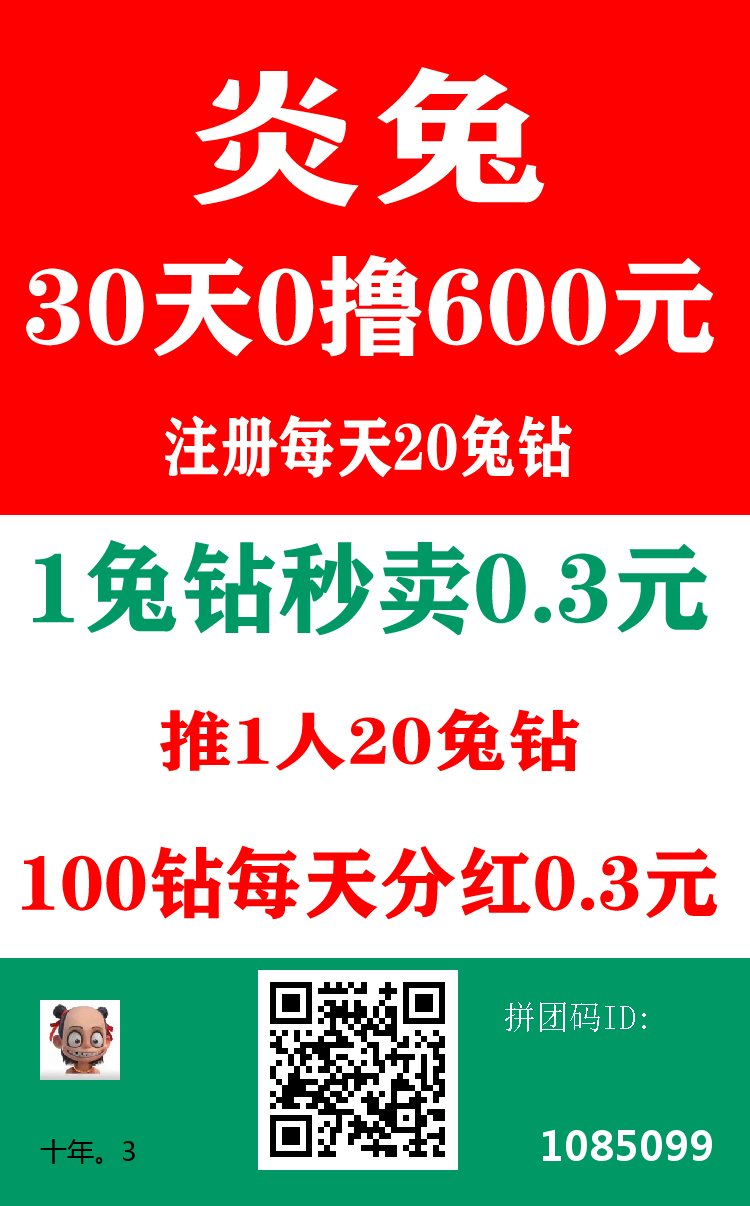 炎兔
30天0撸600元
注册每天20兔钻
1兔钻秒卖0.3元
推1人20兔钻
100钻每天分红0.3元
拼团码ID:
十年。3
1085099